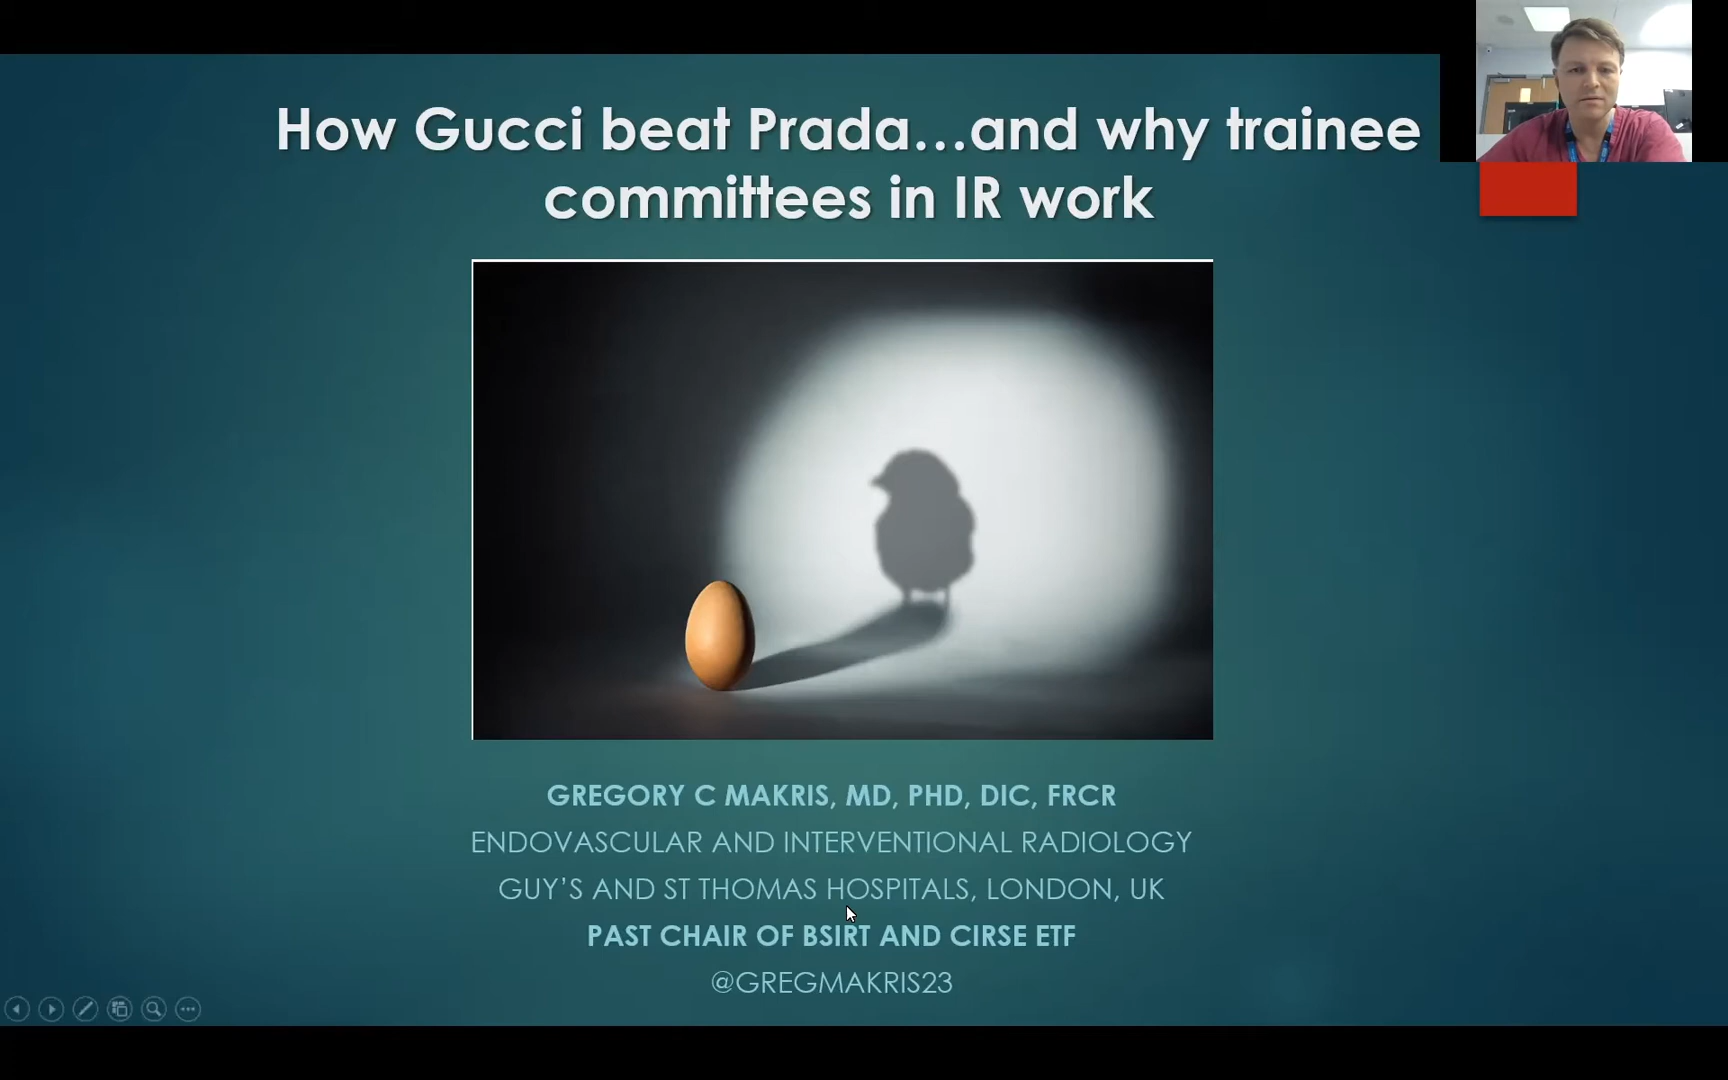 How Gucci beat Prada...and why trainee
committees in IR work
GREGORY C MAKRIS, MD, PHD, DIC, FRCR
ENDOVASCULAR AND INTERVENTIONAL RADIOLOGY
GUY'S AND ST THOMAS HOSPITALS, LONDON, UK
PAST CHAIR OF BSIRT AND CIRSE ETF
@GREGMAKRIS23